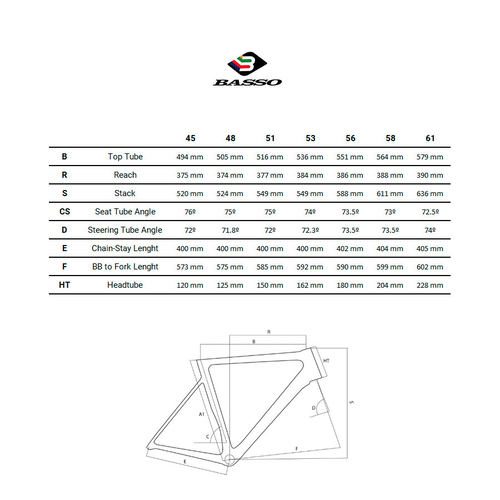 BASSO
45 48 51 53 56 58 61
B Top Tube 494 mm 505 mm 516 mm 536 mm 551 mm 564 mm 579 mm
R Reach 375 mm 374 mm 377 mm 384 mm 386 mm 388 mm 390 mm
S Stack 520 mm 524 mm 549 mm 549 mm 588 mm 611 mm 636 mm
CS Seat Tube Angle 76º 75º 75º 74º 73.5º 73º 72.5º
D Steering Tube Angle 72º 71.8º 72º 72.3º 73.5º 73.5º 74º
E Chain-Stay Lenght 400 mm 400 mm 400 mm 400 mm 402 mm 404 mm 405 mm
F BB to Fork Lenght 573 mm 575 mm 585 mm 592 mm 590 mm 599 mm 602 mm
HT Headtube 120 mm 125 mm 150 mm 162 mm 180 mm 204 mm 228 mm
R
B
HT
S
A1
D
C
F
E